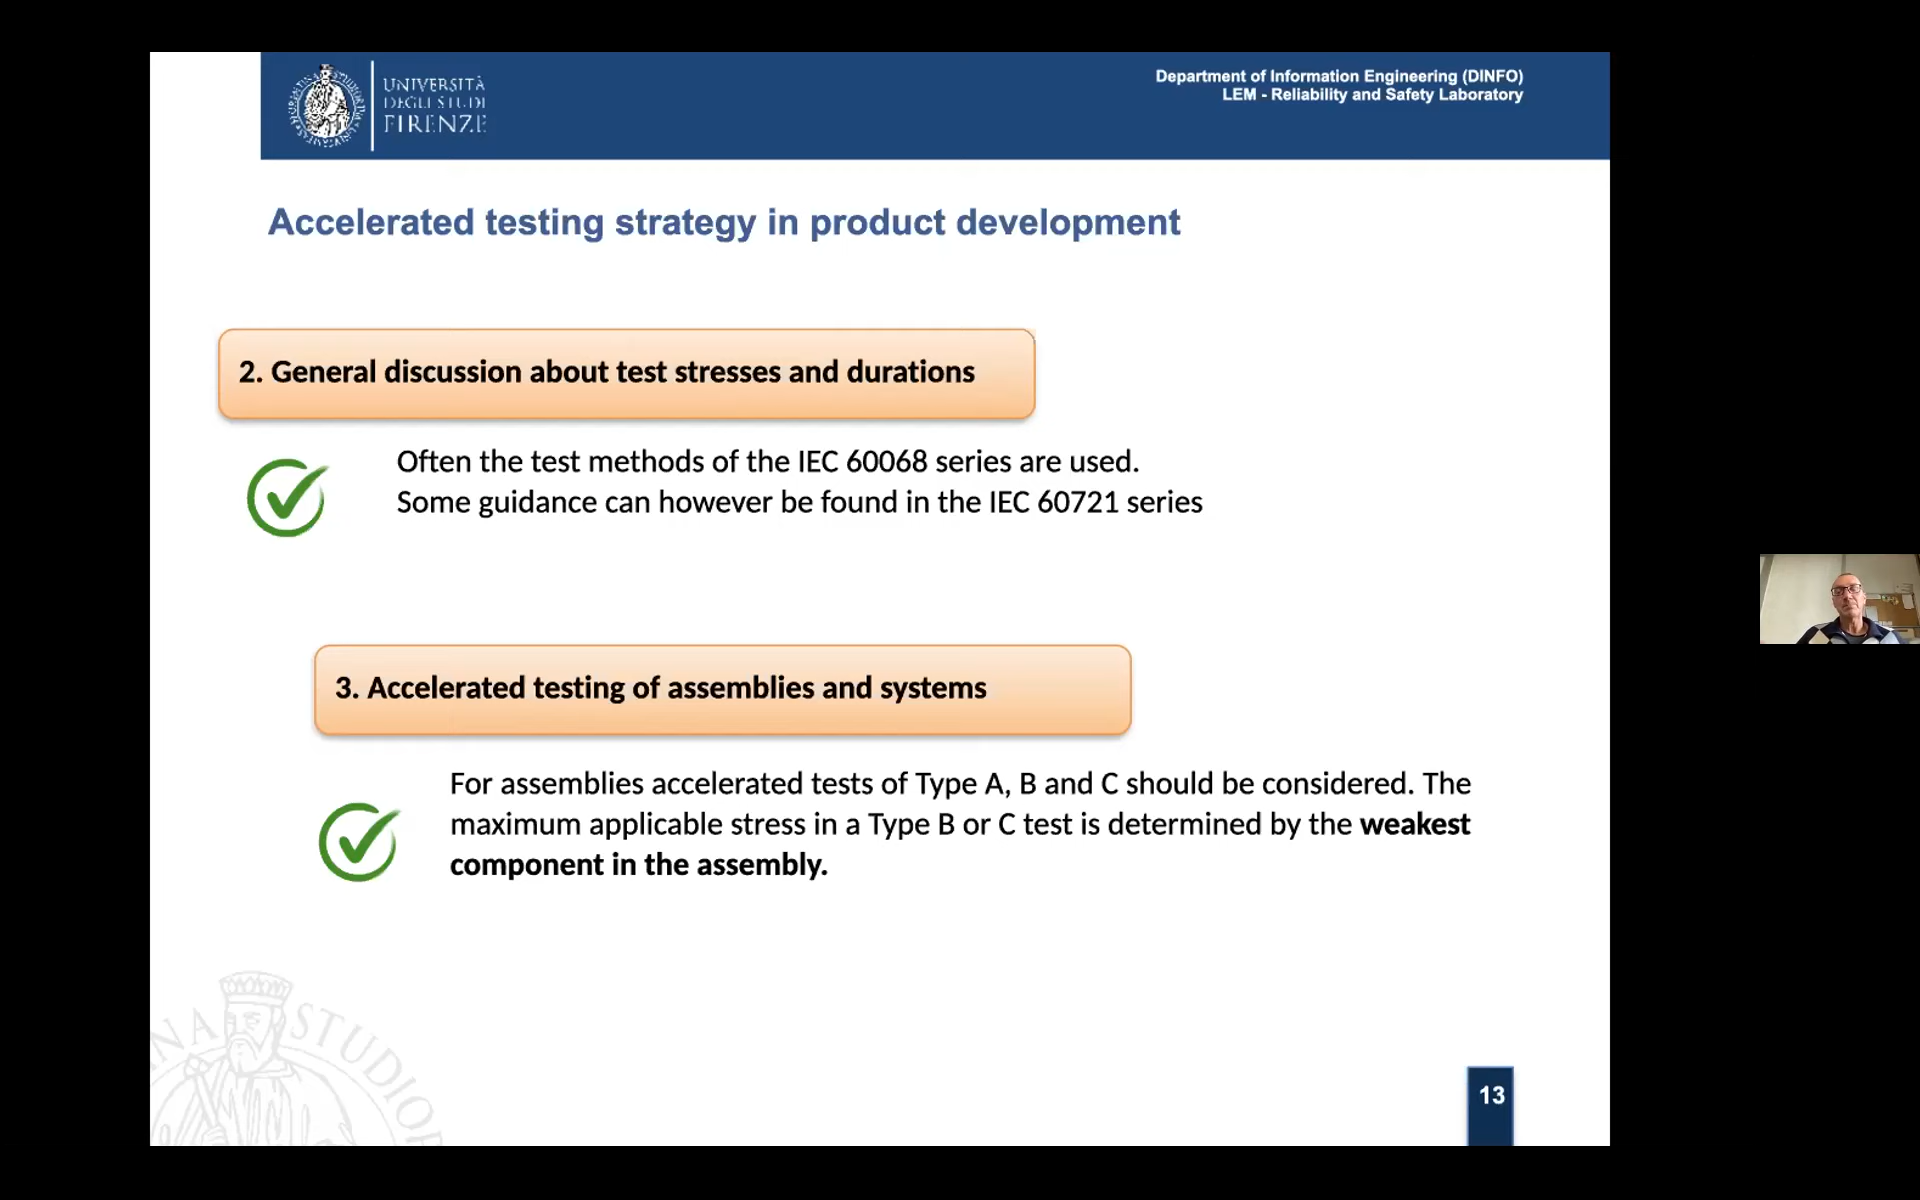 UNIVERSITÀ
DEGLI STUDI
FIRENZE
Department of Information Engineering (DINFO)
LEM - Reliability and Safety Laboratory
Accelerated testing strategy in product development
2. General discussion about test stresses and durations
Often the test methods of the IEC 60068 series are used.
Some guidance can however be found in the IEC 60721 series
3. Accelerated testing of assemblies and systems
For assemblies accelerated tests of Type A, B and C should be considered. The
maximum applicable stress in a Type B or C test is determined by the weakest
component in the assembly.
13